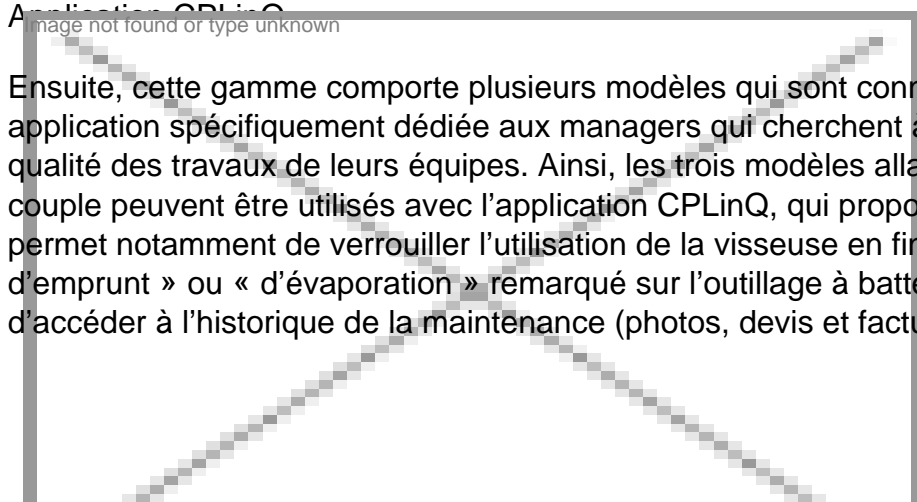 Application CPLinQ
Image not found or type unknown
Ensuite, cette gamme comporte plusieurs modèles qui sont
application spécifiquement dédiée aux managers qui cherchent
qualité des travaux de leurs équipes. Ainsi, les trois modèles
couple peuvent être utilisés avec l’application CPLinQ, qui
permet notamment de verrouiller l’utilisation de la visseuse en
d’emprunt » ou « d’évaporation » remarqué sur l’outillage à
d’accéder à l’historique de la maintenance (photos, devis et